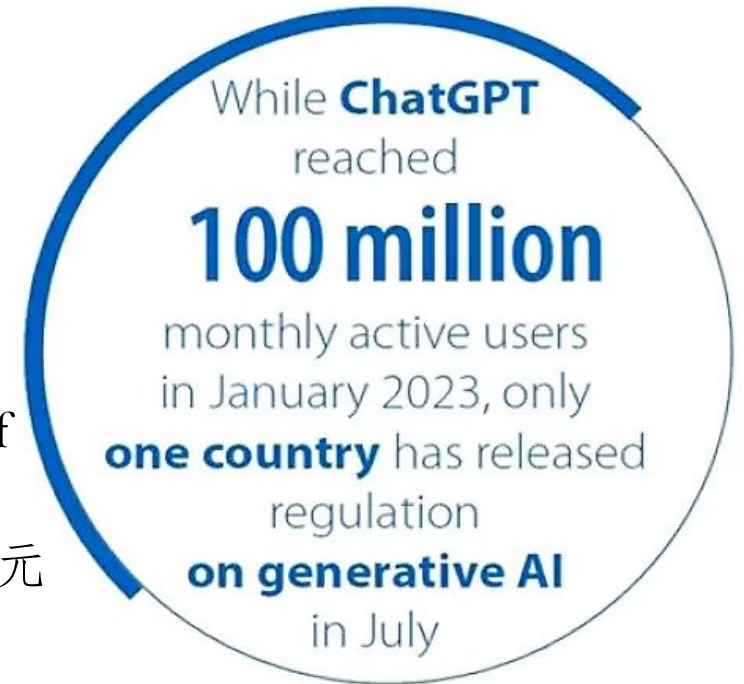 While ChatGPT
reached
100 million
monthly active users
in January 2023, only
f
one country has released
regulation
元
on generative AI
in July